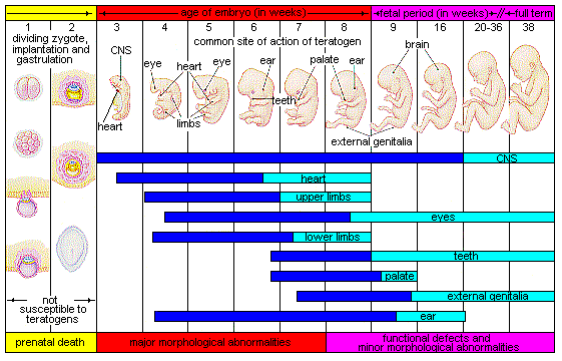 age of embryo (in weeks)
fetal period (in weeks)
full term
1 2 3 4 5 6 7 8 9 16 20-36 38
dividing zygote,
implantation and
gastrulation
common site of action of teratogen
CNS
heart
eye
heart
limbs
eye
ear
teeth
palate
ear
brain
external genitalia
CNS
heart
upper limbs
eyes
lower limbs
teeth
palate
external genitalia
ear
not
susceptible to
teratogens
prenatal death
major morphological abnormalities
functional defects and
minor morphological abnormalities